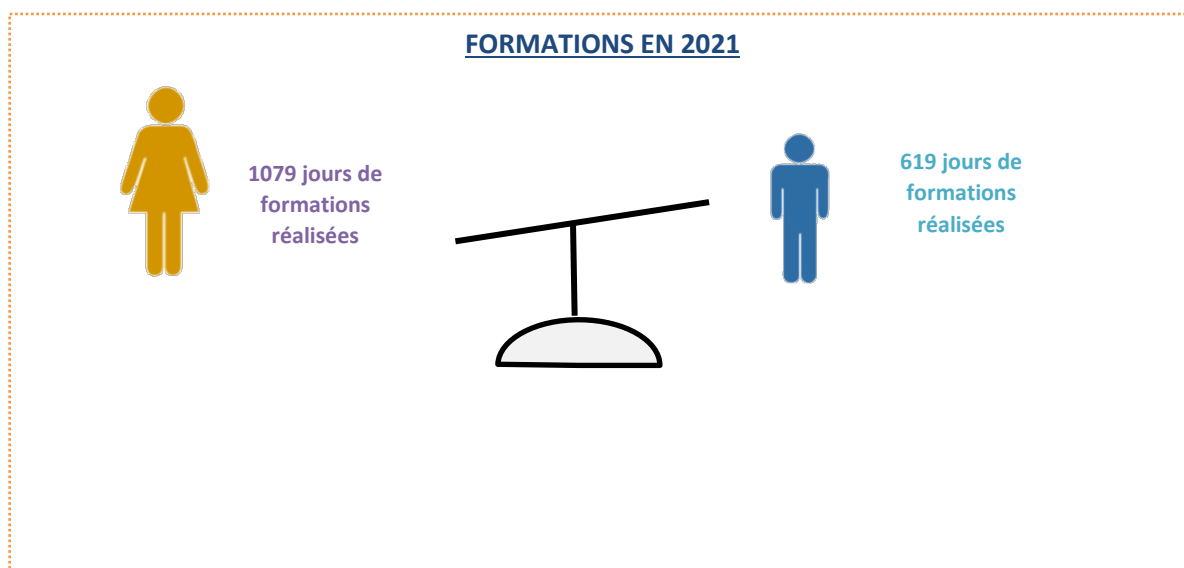 FORMATIONS EN 2021
1079 jours de
formations
réalisées
619 jours de
formations
réalisées